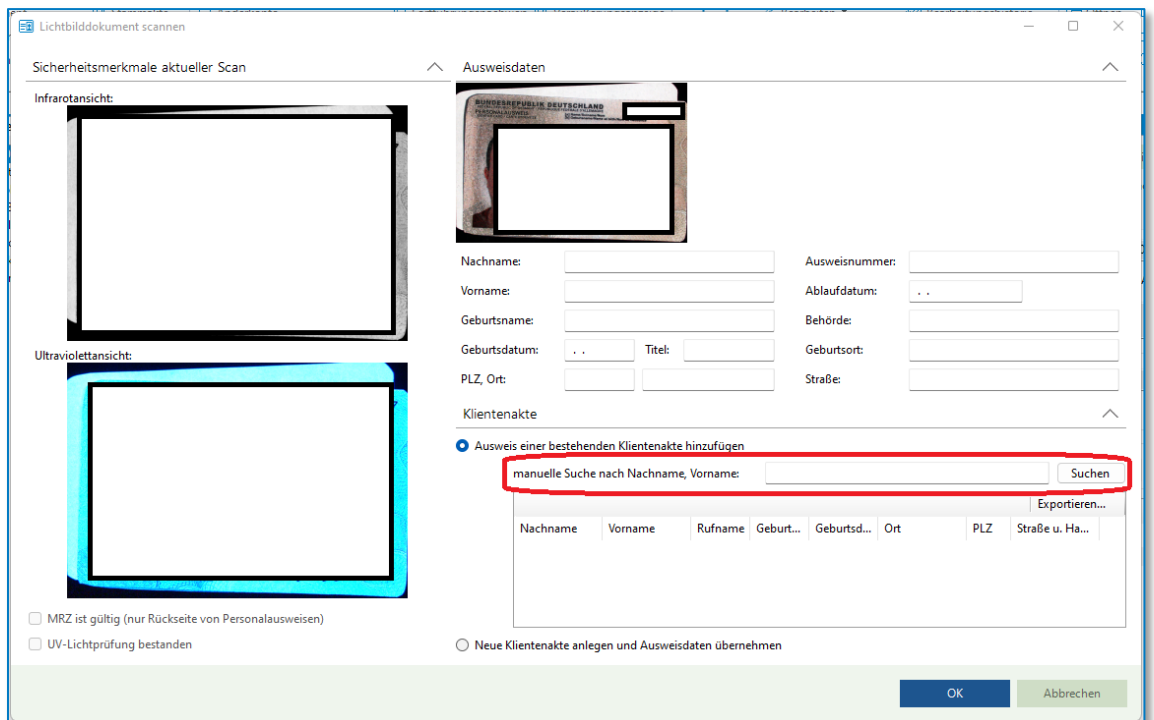 Lichtbilddokument scannen
Sicherheitsmerkmale aktueller Scan
Infrarotansicht:
Ultraviolettansicht:
MRZ ist gültig (nur Rückseite von Personalausweisen)
UV-Lichtprüfung bestanden
Ausweisdaten
BUNDESREPUBLIK DEUTSCHLAND
PERSONALAUSWEIS
Nachname:
Ausweisnummer:
Vorname:
Ablaufdatum: . .
Geburtsname:
Behörde:
Geburtsdatum: . . Titel:
Geburtsort:
PLZ, Ort:
Straße:
Klientenakte
Ausweis einer bestehenden Klientenakte hinzufügen
manuelle Suche nach Nachname, Vorname: Suchen
Exportieren...
Nachname Vorname Rufname Geburt... Geburtsd... Ort PLZ Straße u. Ha...
Neue Klientenakte anlegen und Ausweisdaten übernehmen
OK Abbrechen